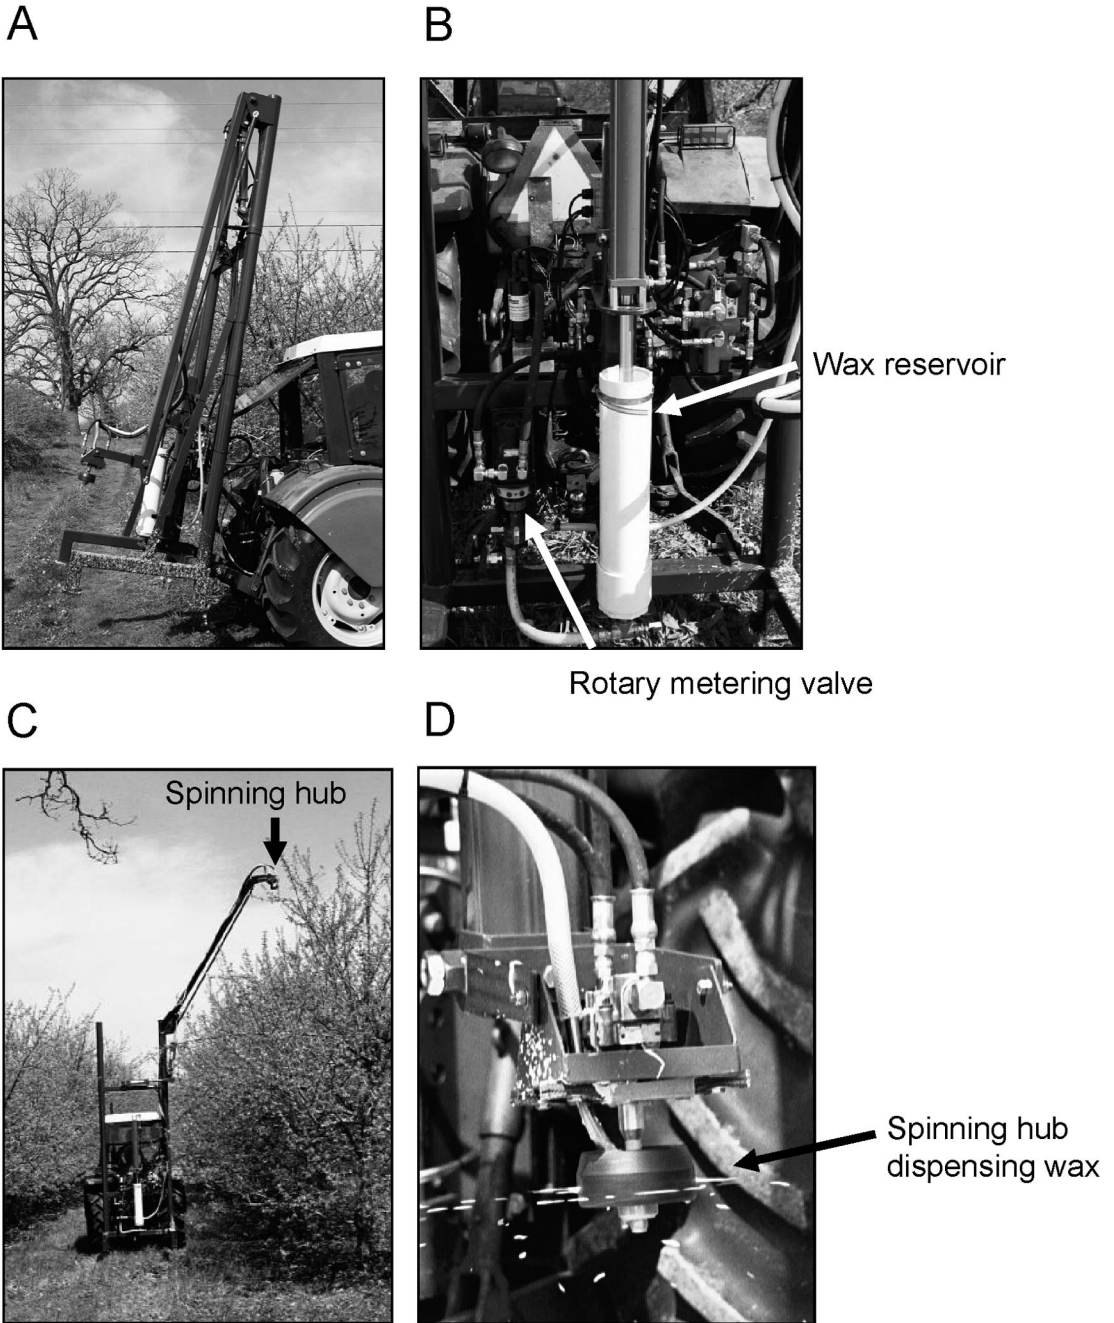 A
B
Wax reservoir
Rotary metering valve
C
D
Spinning hub
Spinning hub
dispensing wax